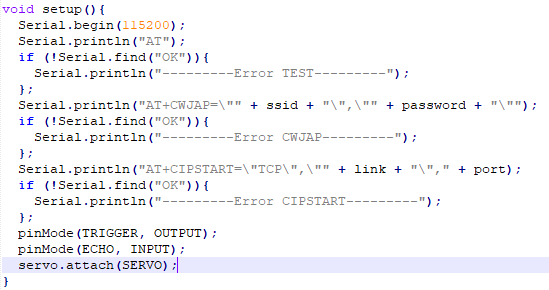 void setup(){
  Serial.begin(115200);
  Serial.println("AT");
  if (!Serial.find("OK")){
    Serial.println("---------Error TEST---------");
  };
  Serial.println("AT+CWJAP=\"" + ssid + "\",\"" + password + "\"");
  if (!Serial.find("OK")){
    Serial.println("---------Error CWJAP---------");
  };
  Serial.println("AT+CIPSTART=\"TCP\",\"" + link + "\"," + port);
  if (!Serial.find("OK")){
    Serial.println("---------Error CIPSTART---------");
  };
  pinMode(TRIGGER, OUTPUT);
  pinMode(ECHO, INPUT);
  servo.attach(SERVO);
}